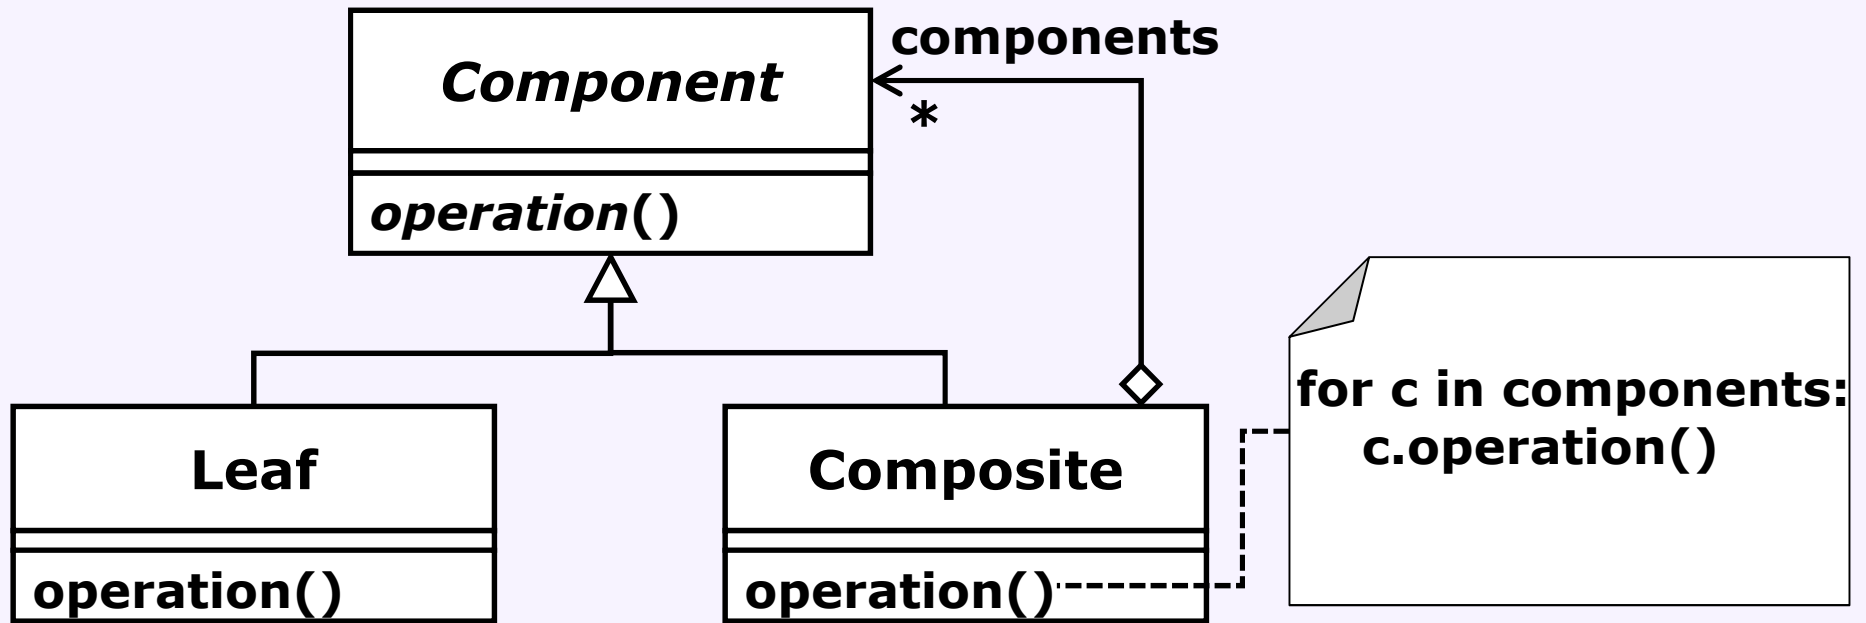 components
Component
*
operation()
for c in components:
c.operation()
Leaf
Composite
operation()
operation()